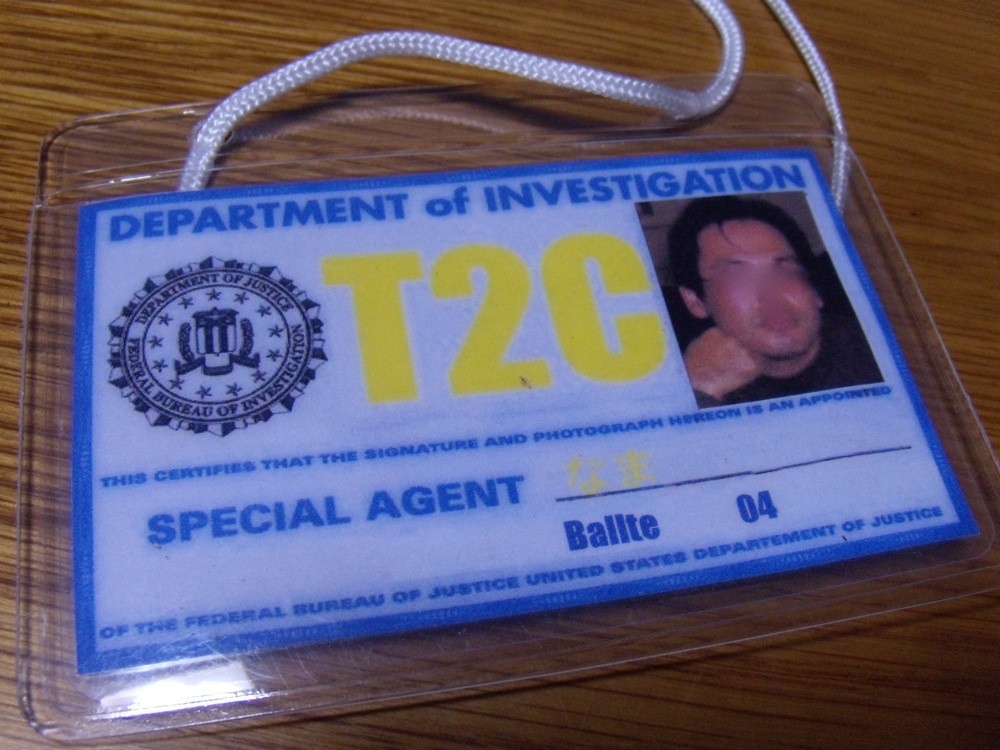 DEPARTMENT of INVESTIGATION
T2C
DEPARTMENT OF JUSTICE
FEDERAL BUREAU OF INVESTIGATION
THIS CERTIFIES THAT THE SIGNATURE AND PHOTOGRAPH HEREON IS AN APPOINTED
SPECIAL AGENT なま
Ballte 04
OF THE FEDERAL BUREAU OF JUSTICE UNITED STATES DEPARTEMENT OF JUSTICE